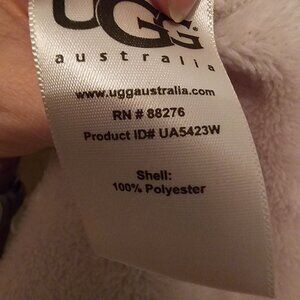 UGG
australia
www.uggaustralia.com
RN # 88276
Product ID# UA5423W
Shell:
100% Polyester